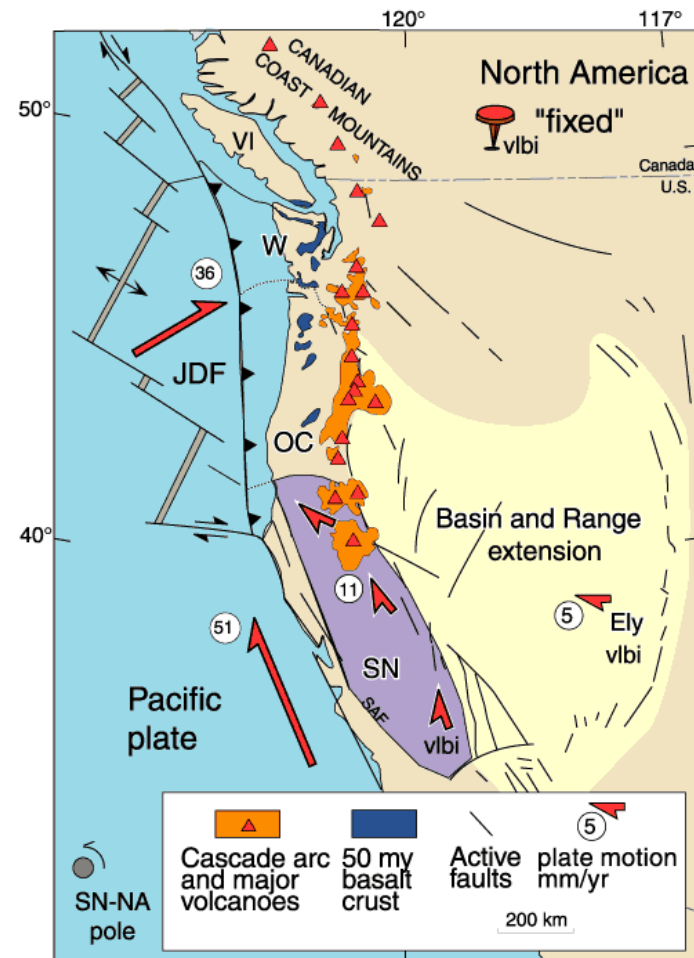 120°
117°
50°
CANADIAN
COAST MOUNTAINS
North America
"fixed"
vlbi
Canada
U.S.
VI
W
36
JDF
OC
40°
Basin and Range
extension
11
5
Ely
vlbi
51
SN
SAF
vlbi
Pacific
plate
SN-NA
pole
Cascade arc
and major
volcanoes
50 my
basalt
crust
Active
faults
5
plate motion
mm/yr
200 km